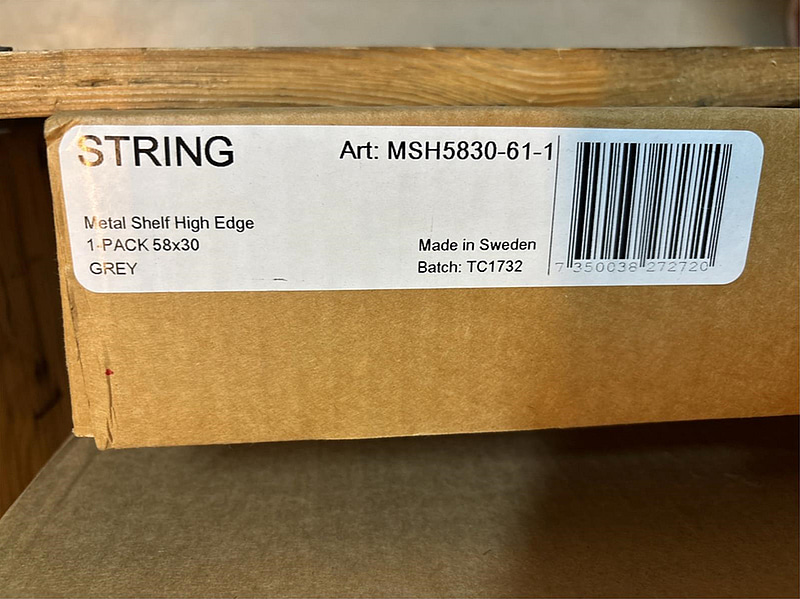 STRING
Art: MSH5830-61-1
Metal Shelf High Edge
1-PACK 58x30
GREY
Made in Sweden
Batch: TC1732
7 350038 272720